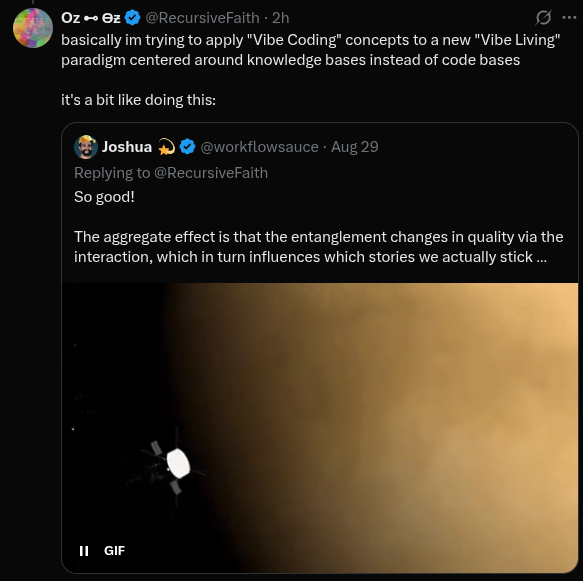 Oz ⊷ O̶z̶ @RecursiveFaith · 2h
basically im trying to apply "Vibe Coding" concepts to a new "Vibe Living"
paradigm centered around knowledge bases instead of code bases
it's a bit like doing this:
Joshua 💫 @workflowsauce · Aug 29
Replying to @RecursiveFaith
So good!
The aggregate effect is that the entanglement changes in quality via the
interaction, which in turn influences which stories we actually stick ...
GIF